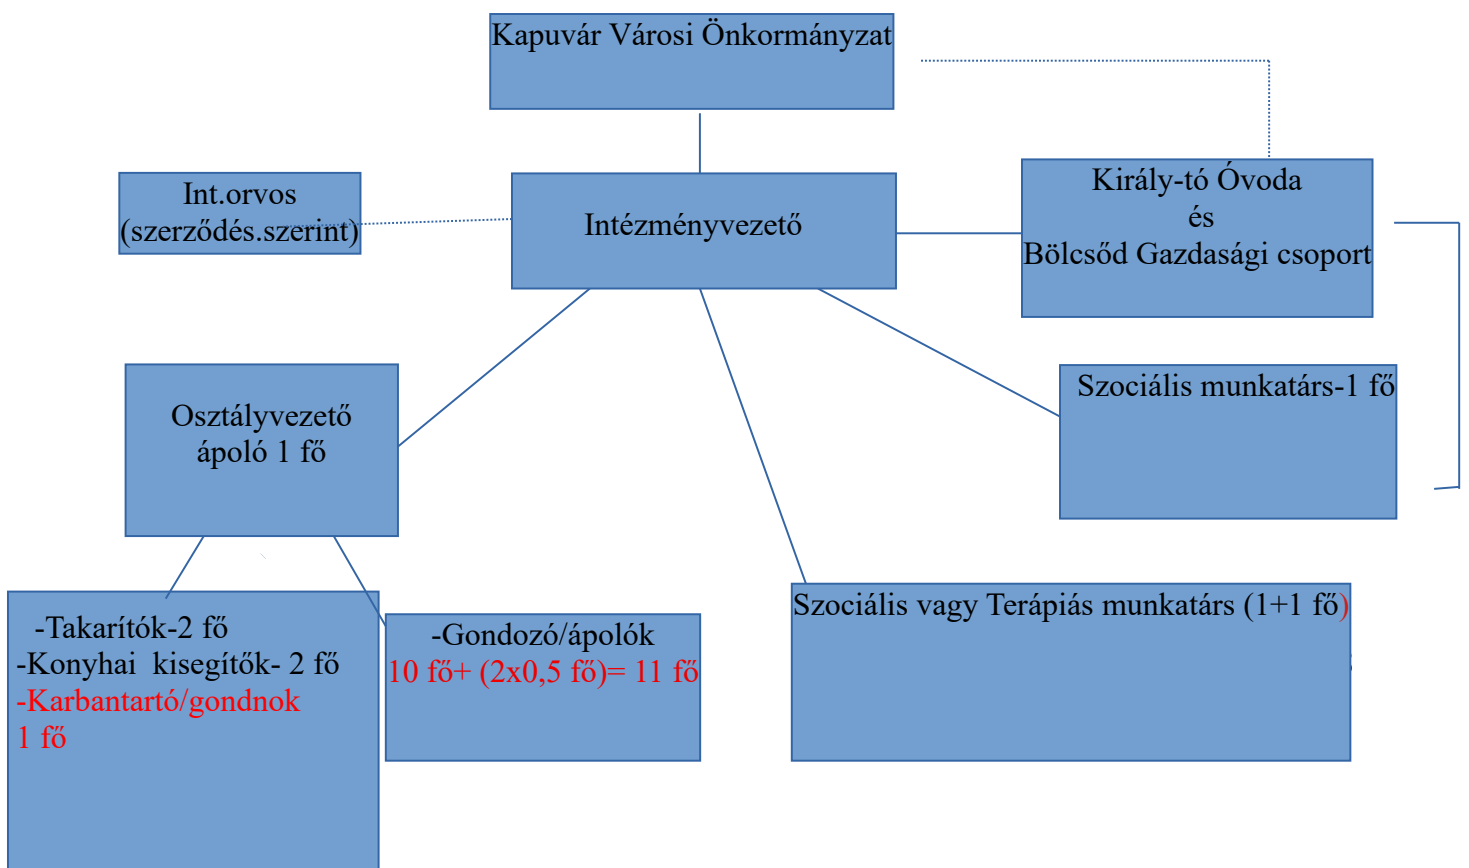 Kapuvár Városi Önkormányzat
Int.orvos
(szerződés.szerint)
Intézményvezető
Király-tó Óvoda
és
Bölcsőd Gazdasági csoport
Osztályvezető
ápoló 1 fő
Szociális munkatárs-1 fő
-Takarítók-2 fő
-Konyhai kisegítők- 2 fő
-Karbantartó/gondnok
1 fő
-Gondozó/ápolók
10 fő+ (2x0,5 fő)= 11 fő
Szociális vagy Terápiás munkatárs (1+1 fő)